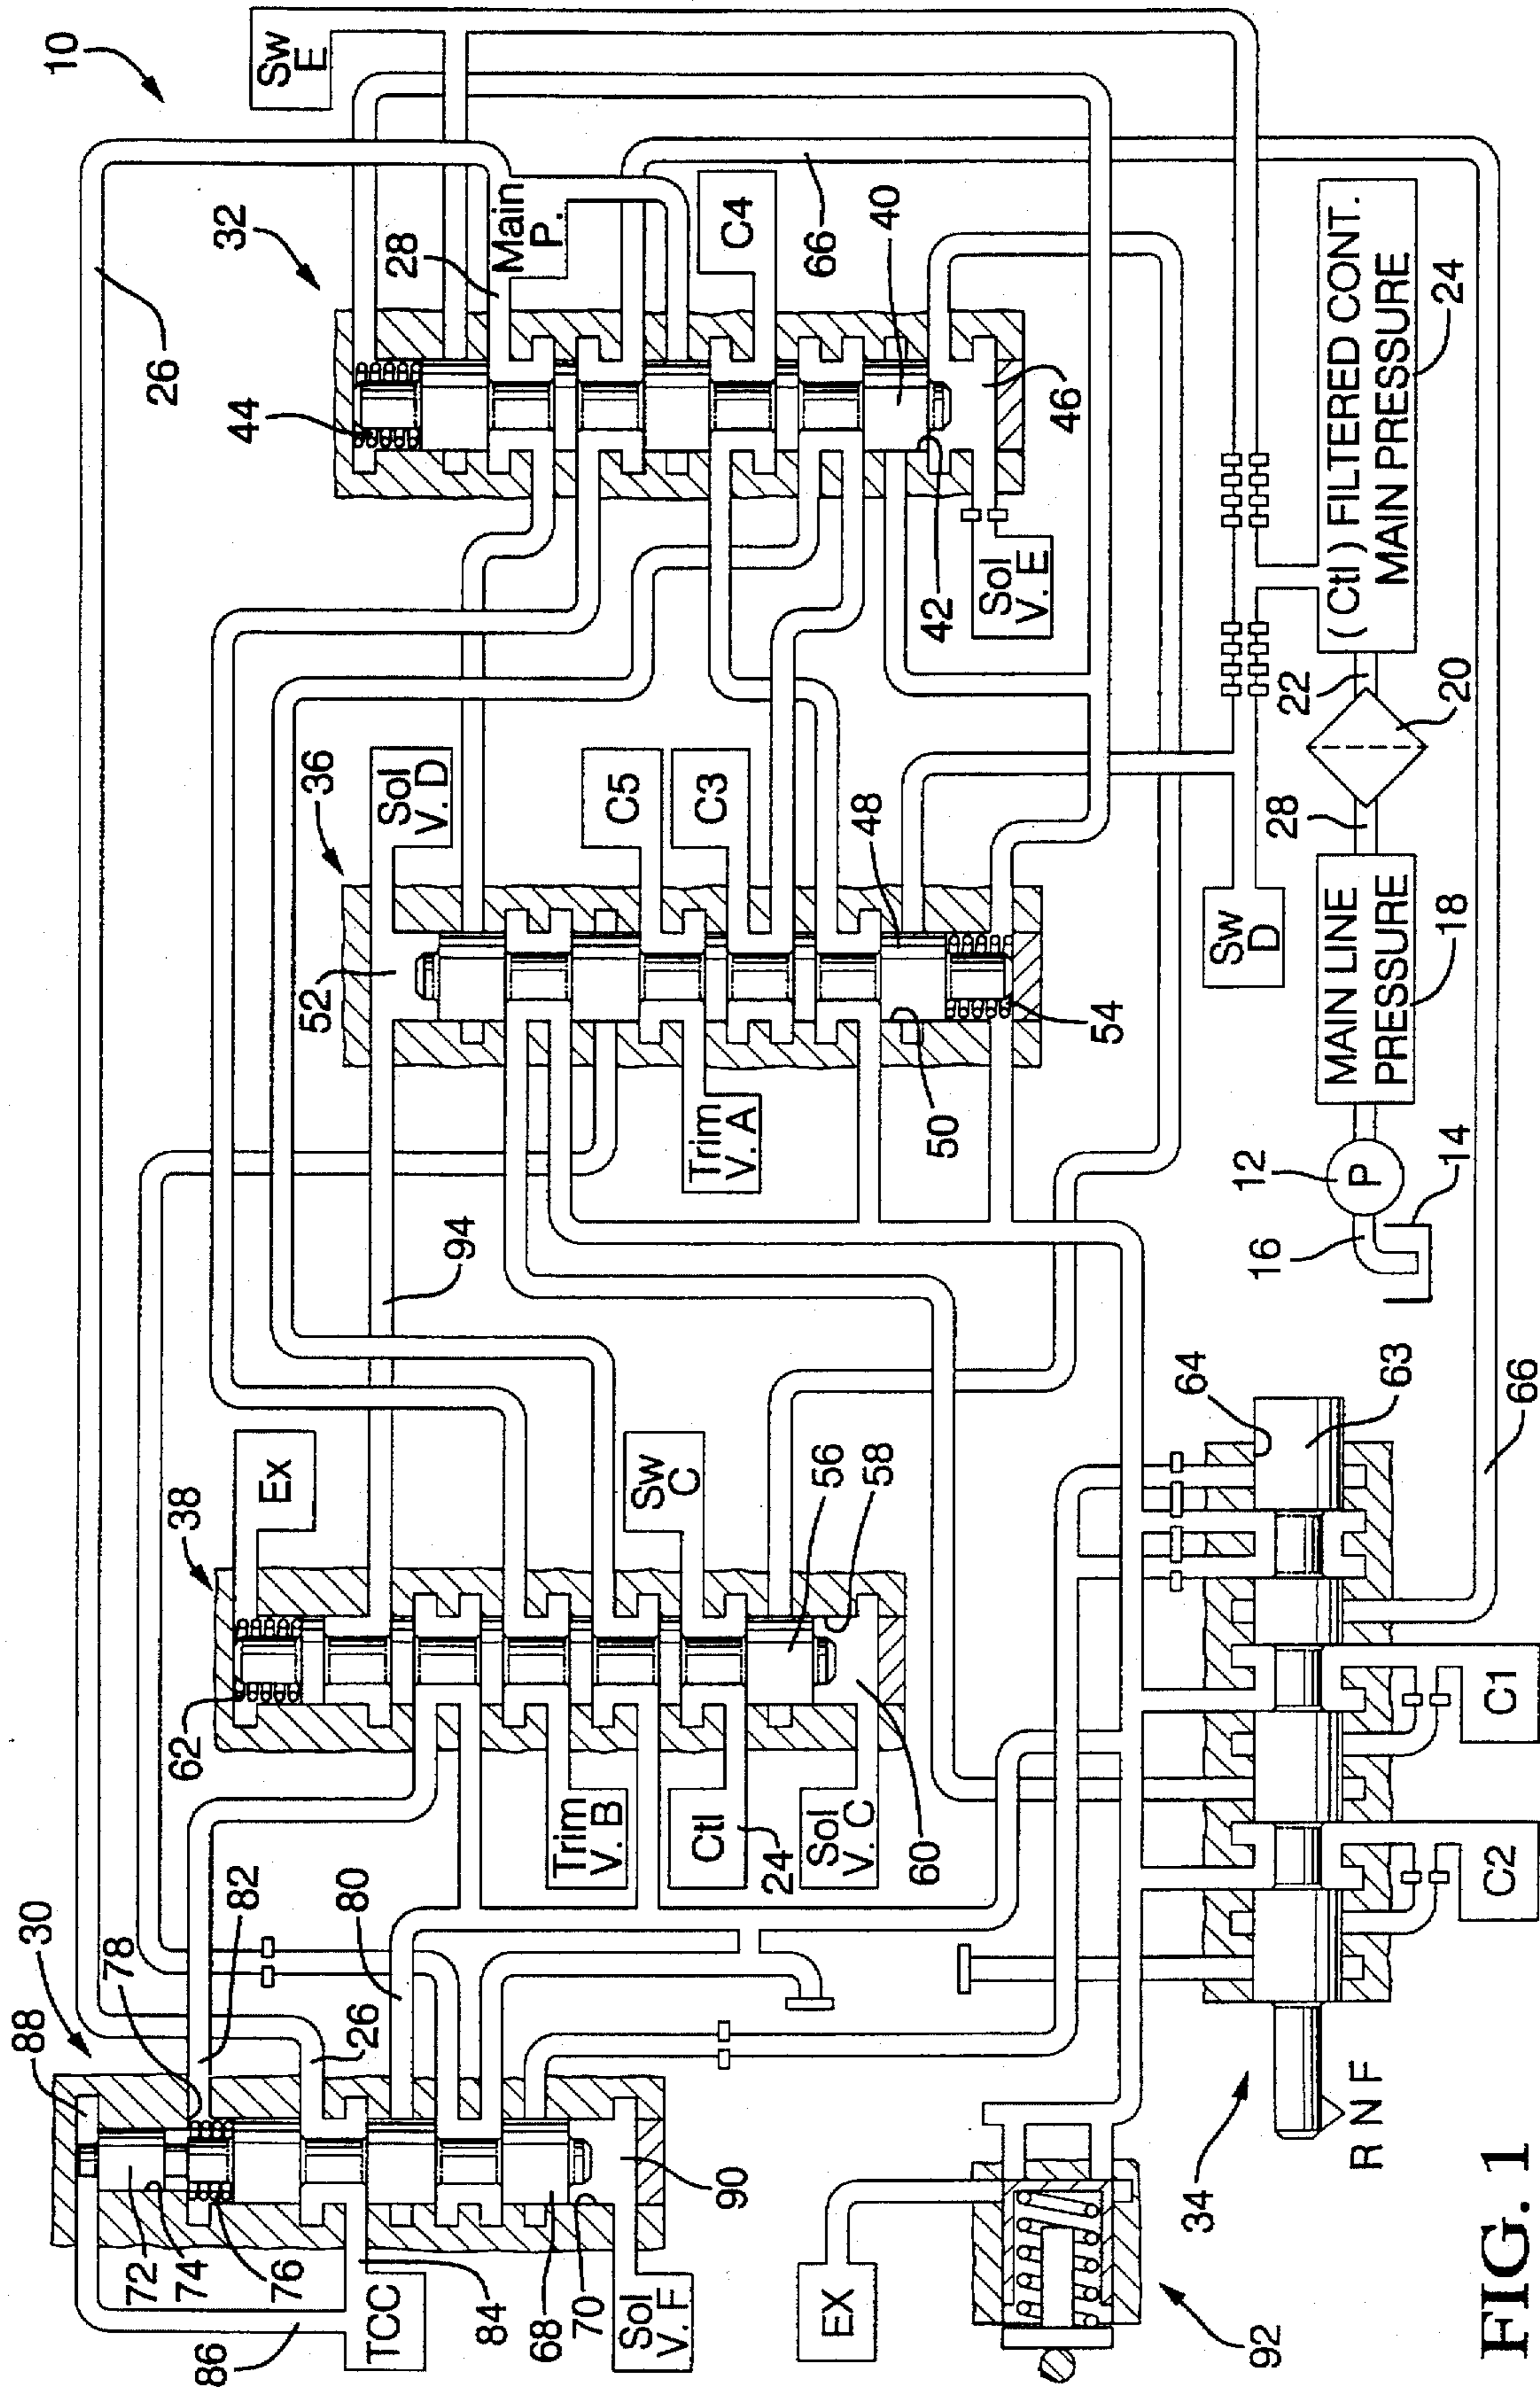 10
Sw
E
26
32
28
Main
P.
C4
66
40
44
46
42
Sol
V. E
( Ctl ) FILTERED CONT.
MAIN PRESSURE
24
22
20
28
MAIN LINE
PRESSURE
18
12
P
14
16
Sw
D
36
Sol
V. D
C5
C3
48
52
54
50
Trim
V. A
94
38
Ex
Sw
C
56
58
62
Trim
V. B
Ctl
24
Sol
V. C
60
64
63
66
C1
C2
30
88
78
82
80
26
72
74
76
84
68
70
90
86
TCC
Sol
V. F
EX
92
34
R N F
FIG. 1